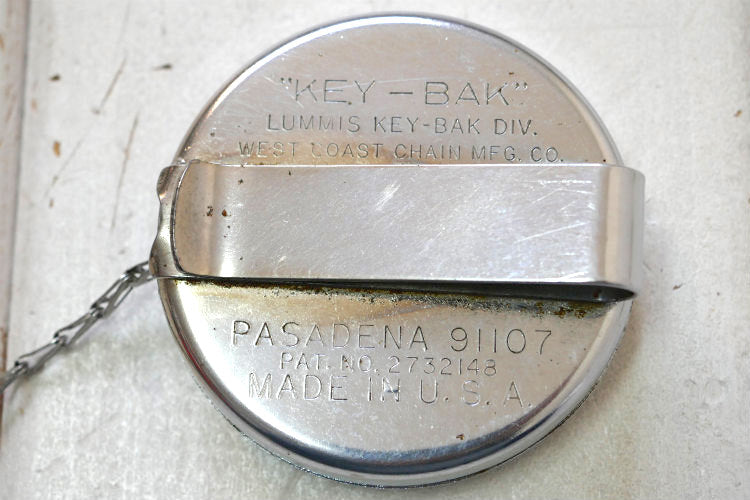 "KEY-BAK"
LUMMIS KEY-BAK DIV.
WEST COAST CHAIN MFG. CO.
PASADENA 91107
PAT. NO. 2732148
MADE IN U.S.A.